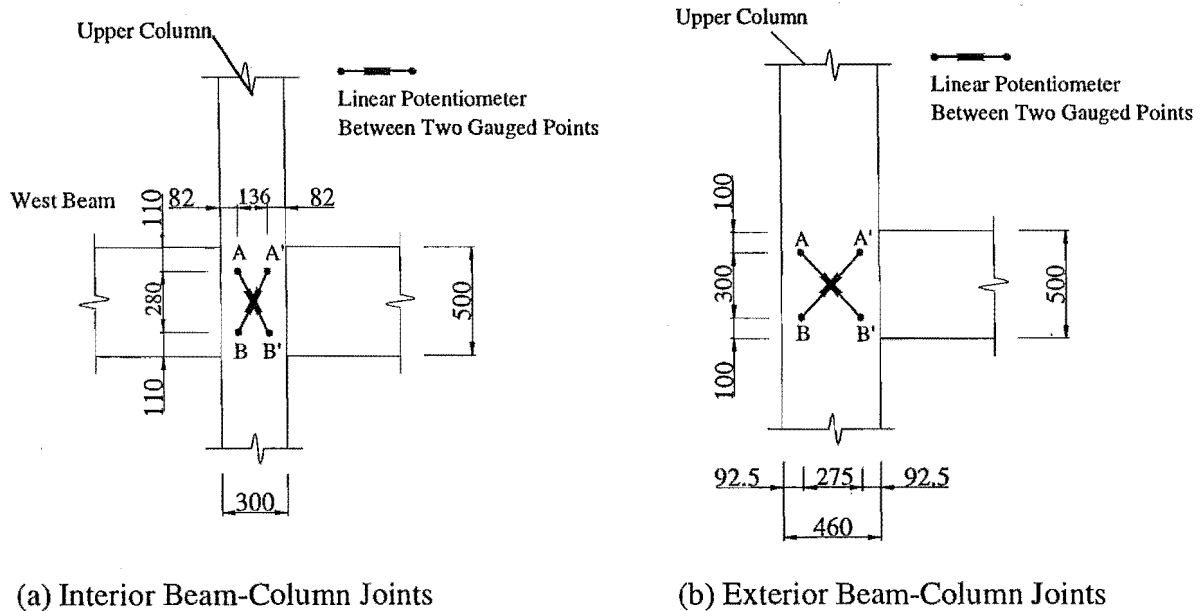 Upper Column
Linear Potentiometer
Between Two Gauged Points
West Beam
82
136
82
110
280
110
A
A'
B
B'
500
300
(a) Interior Beam-Column Joints
Upper Column
Linear Potentiometer
Between Two Gauged Points
100
300
100
A
A'
B
B'
500
92.5
275
92.5
460
(b) Exterior Beam-Column Joints